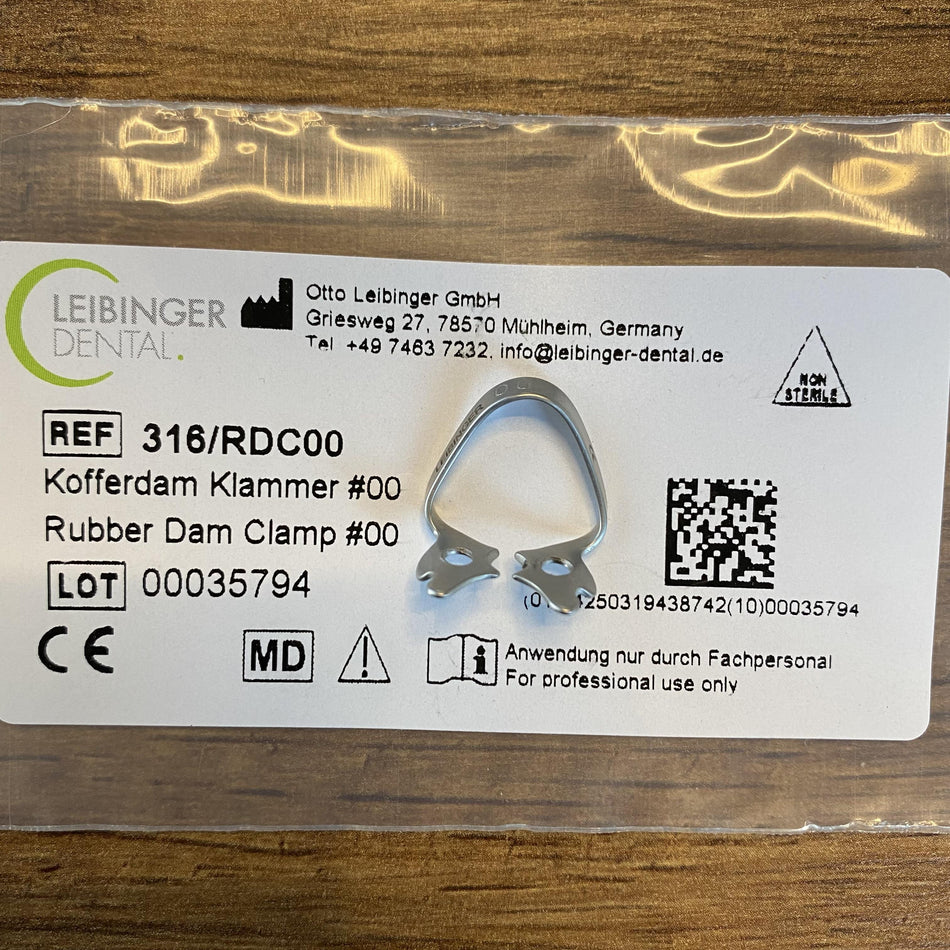 LEIBINGER
DENTAL.
Otto Leibinger GmbH
Griesweg 27, 78570 Mühlheim, Germany
Tel +49 7463 7232, info@leibinger-dental.de
NON
STERILE
LEIBINGER
REF 316/RDC00
Kofferdam Klammer #00
Rubber Dam Clamp #00
LOT 00035794
250319438742(10)00035794
CE
MD
i
Anwendung nur durch Fachpersonal
For professional use only